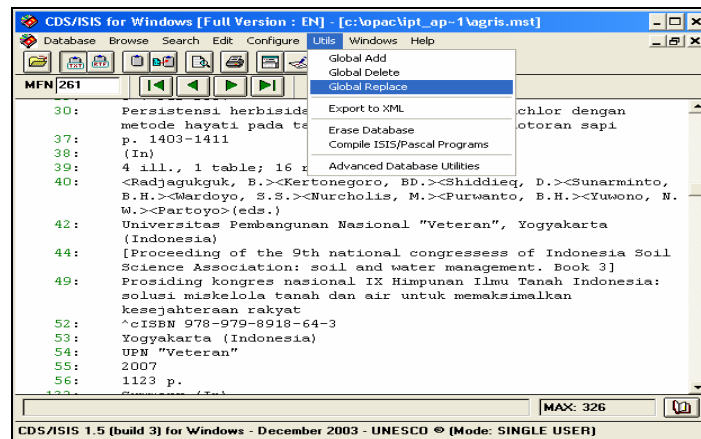 CDS/ISIS for Windows [Full Version : EN] - [c:\opac\ipt_ap~1\agris.mst]
Database Browse Search Edit Configure Utils Windows Help
Global Add
Global Delete
Global Replace
Export to XML
Erase Database
Compile ISIS/Pascal Programs
Advanced Database Utilities
MFN 261
30: Persistensi herbisida chlor dengan
metode hayati pada ta otoran sapi
37: p. 1403-1411
38: (In)
39: 4 ill., 1 table; 16 r
40: <Radjagukguk, B.><Kertonegoro, BD.><Shiddieq, D.><Sunarminto,
B.H.><Wardoyo, S.S.><Nurcholis, M.><Purwanto, B.H.><Yuwono, N.
W.><Partoyo>(eds.)
42: Universitas Pembangunan Nasional "Veteran", Yogyakarta
(Indonesia)
44: [Proceeding of the 9th national congressess of Indonesia Soil
Science Association: soil and water management. Book 3]
49: Prosiding kongres nasional IX Himpunan Ilmu Tanah Indonesia:
solusi miskelola tanah dan air untuk memaksimalkan
kesejahteraan rakyat
52: ^cISBN 978-979-8918-64-3
53: Yogyakarta (Indonesia)
54: UPN "Veteran"
55: 2007
56: 1123 p.
MAX: 326
CDS/ISIS 1.5 (build 3) for Windows - December 2003 - UNESCO © (Mode: SINGLE USER)